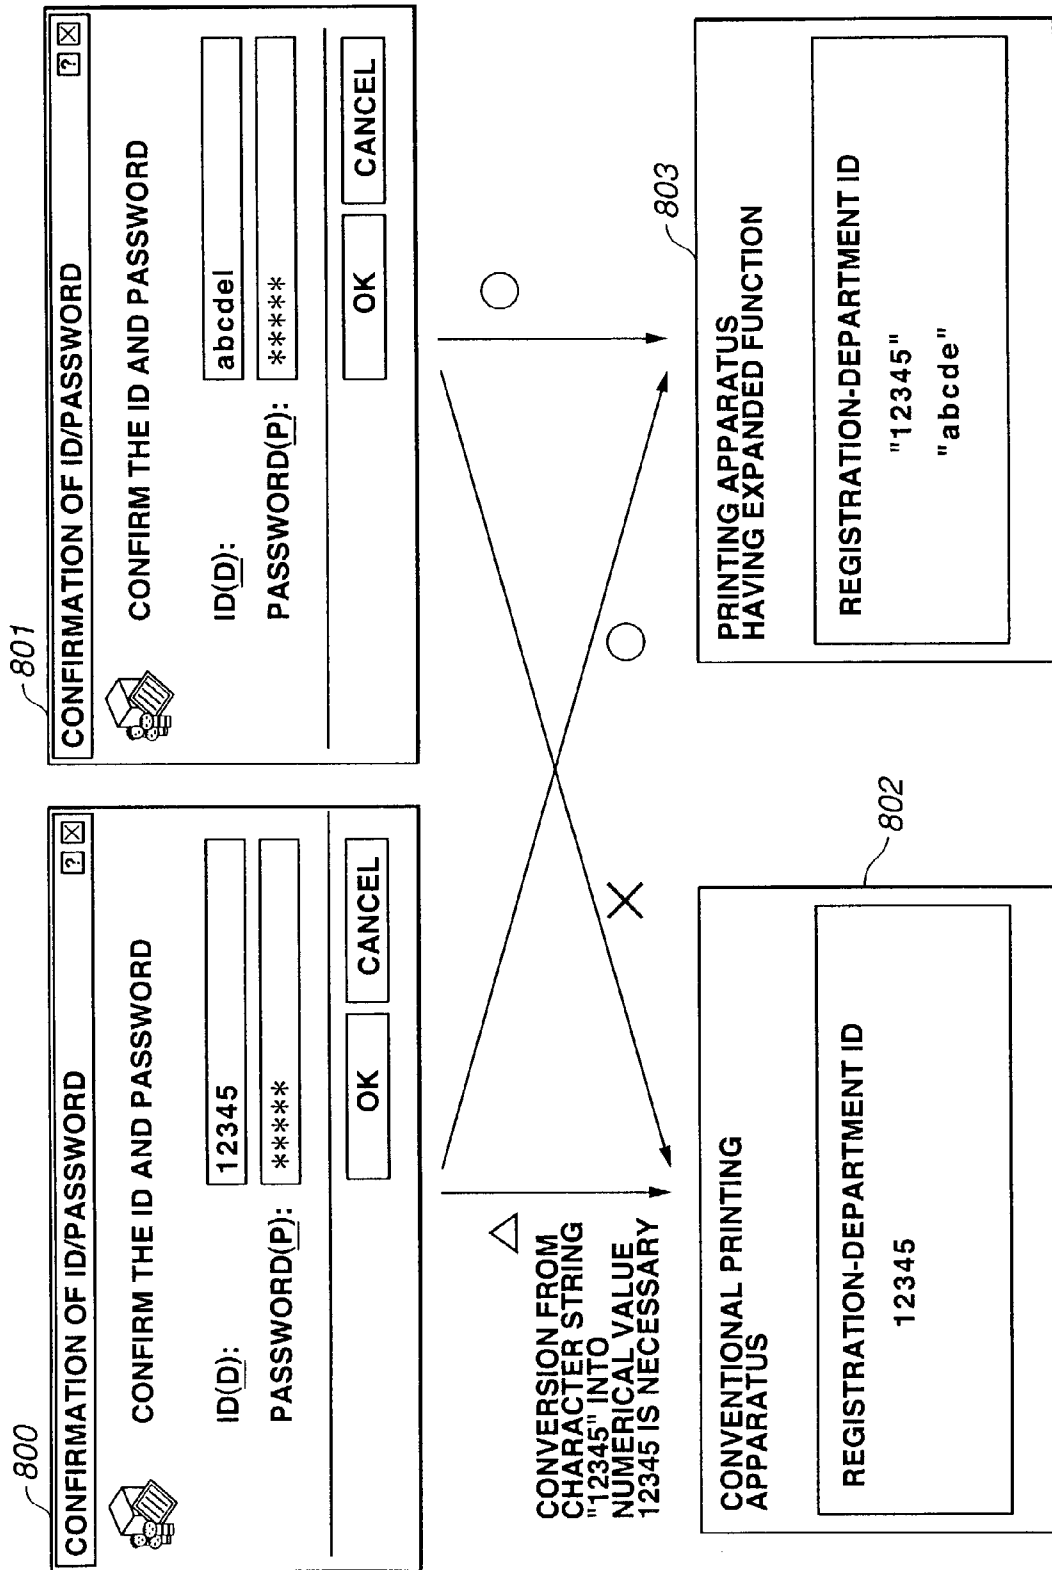 800
CONFIRMATION OF ID/PASSWORD
?
CONFIRM THE ID AND PASSWORD
ID(D):
12345
PASSWORD(P):
*****
OK
CANCEL
801
CONFIRMATION OF ID/PASSWORD
?
CONFIRM THE ID AND PASSWORD
ID(D):
abcdel
PASSWORD(P):
*****
OK
CANCEL
CONVERSION FROM
CHARACTER STRING
"12345" INTO
NUMERICAL VALUE
12345 IS NECESSARY
802
CONVENTIONAL PRINTING
APPARATUS
REGISTRATION-DEPARTMENT ID
12345
803
PRINTING APPARATUS
HAVING EXPANDED FUNCTION
REGISTRATION-DEPARTMENT ID
"12345"
"abcde"